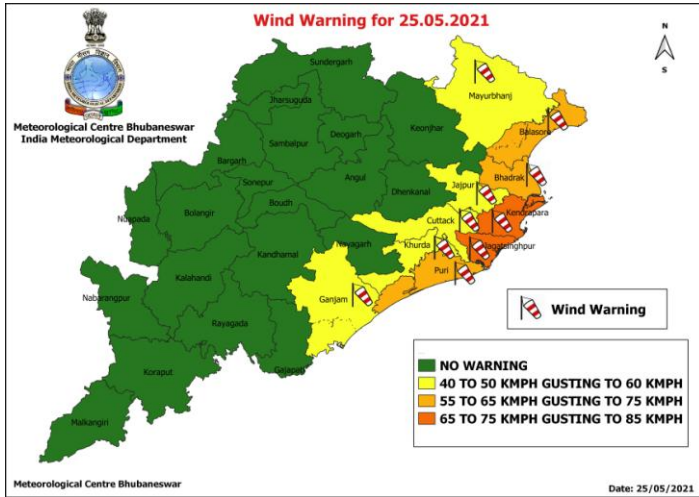 Wind Warning for 25.05.2021
Meteorological Centre Bhubaneswar
India Meteorological Department
N
S
Sundergarh
Mayurbhanj
Jharsuguda
Keonjhar
Deogarh
Sambalpur
Balasore
Bargarh
Bhadrak
Angul
Sonepur
Jajpur
Dhenkanal
Boudh
Nuapada
Bolangir
Kendrapara
Cuttack
Nayagarh
Khurda
Jagatsinghpur
Kandhamal
Puri
Kalahandi
Nabarangpur
Ganjam
Rayagada
Gajapati
Koraput
Malkangiri
Wind Warning
NO WARNING
40 TO 50 KMPH GUSTING TO 60 KMPH
55 TO 65 KMPH GUSTING TO 75 KMPH
65 TO 75 KMPH GUSTING TO 85 KMPH
Meteorological Centre Bhubaneswar
Date: 25/05/2021